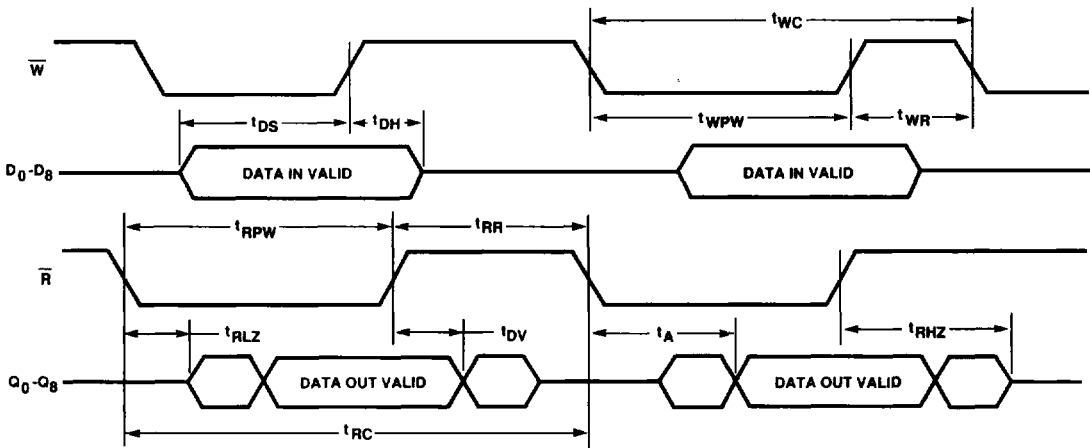 tWC
W̅
tDS
tDH
tWPW
tWR
D0-D8
DATA IN VALID
DATA IN VALID
tRPW
tRR
R̅
tRLZ
tDV
tA
tRHZ
Q0-Q8
DATA OUT VALID
DATA OUT VALID
tRC